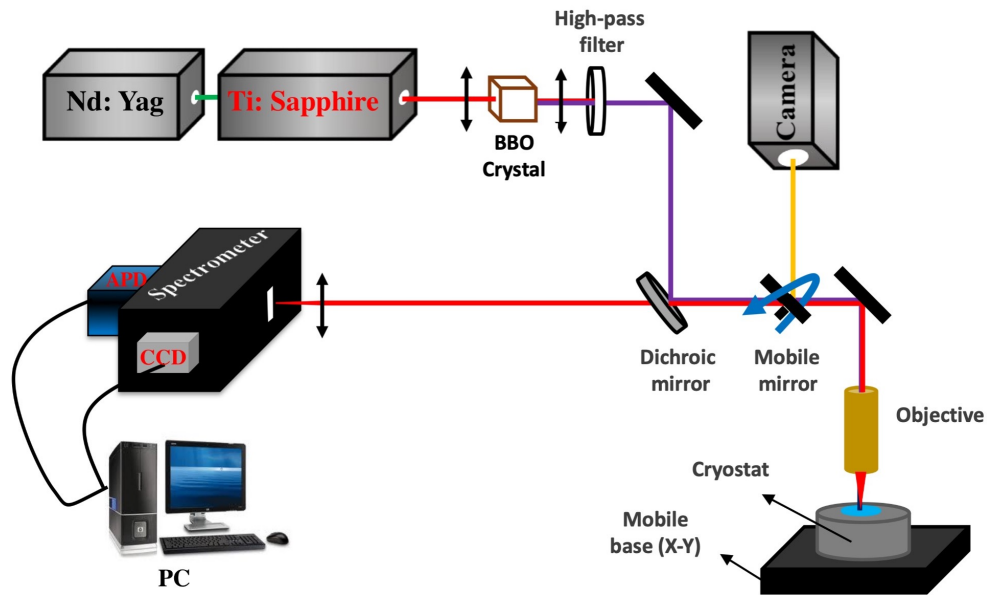 High-pass
filter
Nd: Yag
Ti: Sapphire
BBO
Crystal
Camera
Spectrometer
APD
CCD
Dichroic
mirror
Mobile
mirror
Objective
Cryostat
Mobile
base (X-Y)
PC